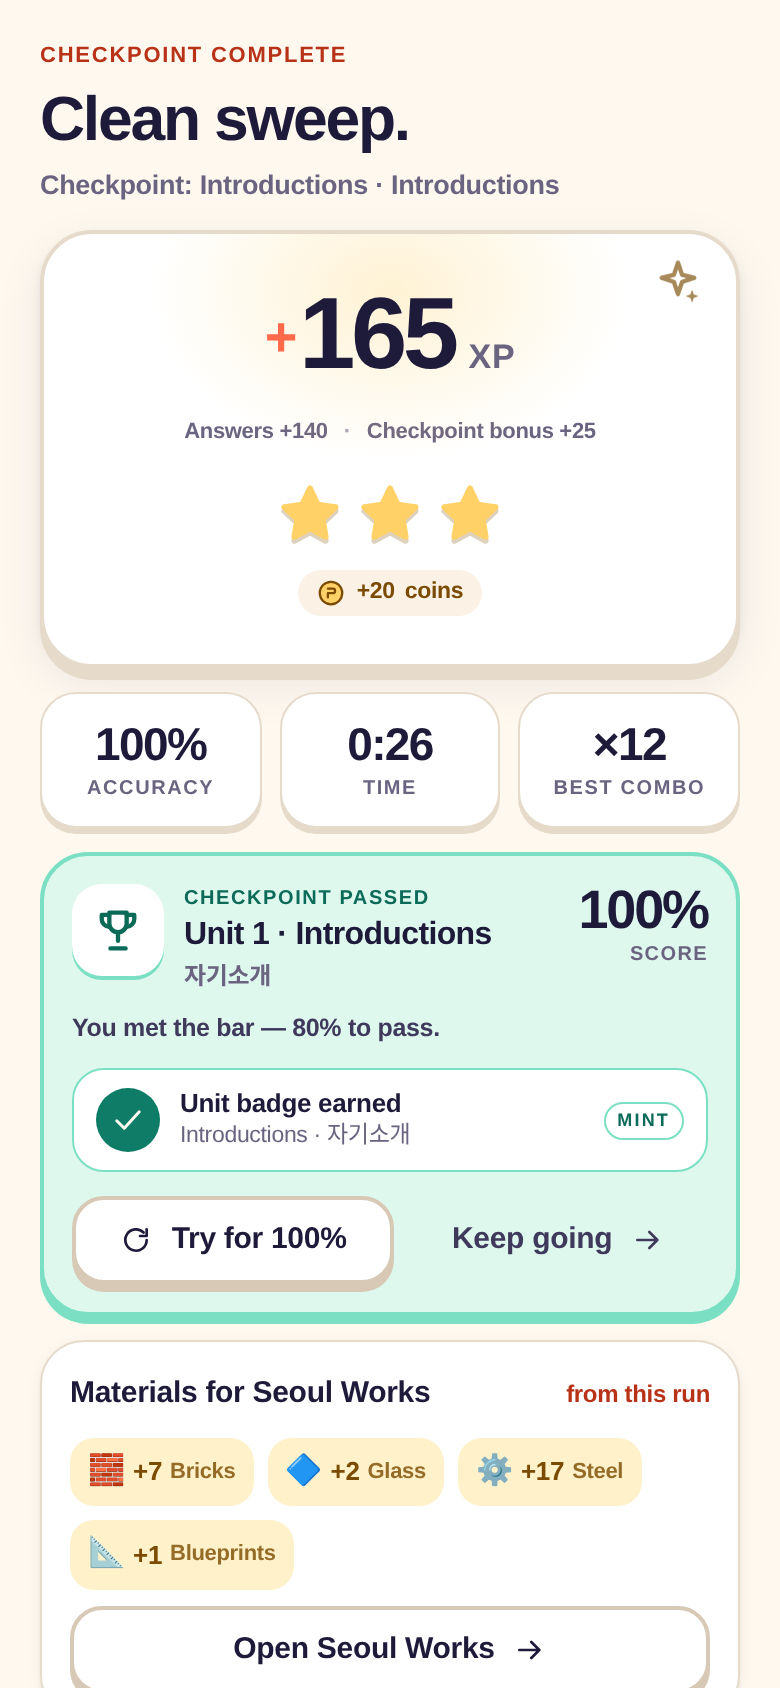 CHECKPOINT COMPLETE
Clean sweep.
Checkpoint: Introductions · Introductions
+165 XP
Answers +140 · Checkpoint bonus +25
+20 coins
100%
ACCURACY
0:26
TIME
×12
BEST COMBO
CHECKPOINT PASSED
Unit 1 · Introductions
자기소개
100%
SCORE
You met the bar — 80% to pass.
Unit badge earned
Introductions · 자기소개
MINT
Try for 100%
Keep going →
Materials for Seoul Works
from this run
+7 Bricks
+2 Glass
+17 Steel
+1 Blueprints
Open Seoul Works →